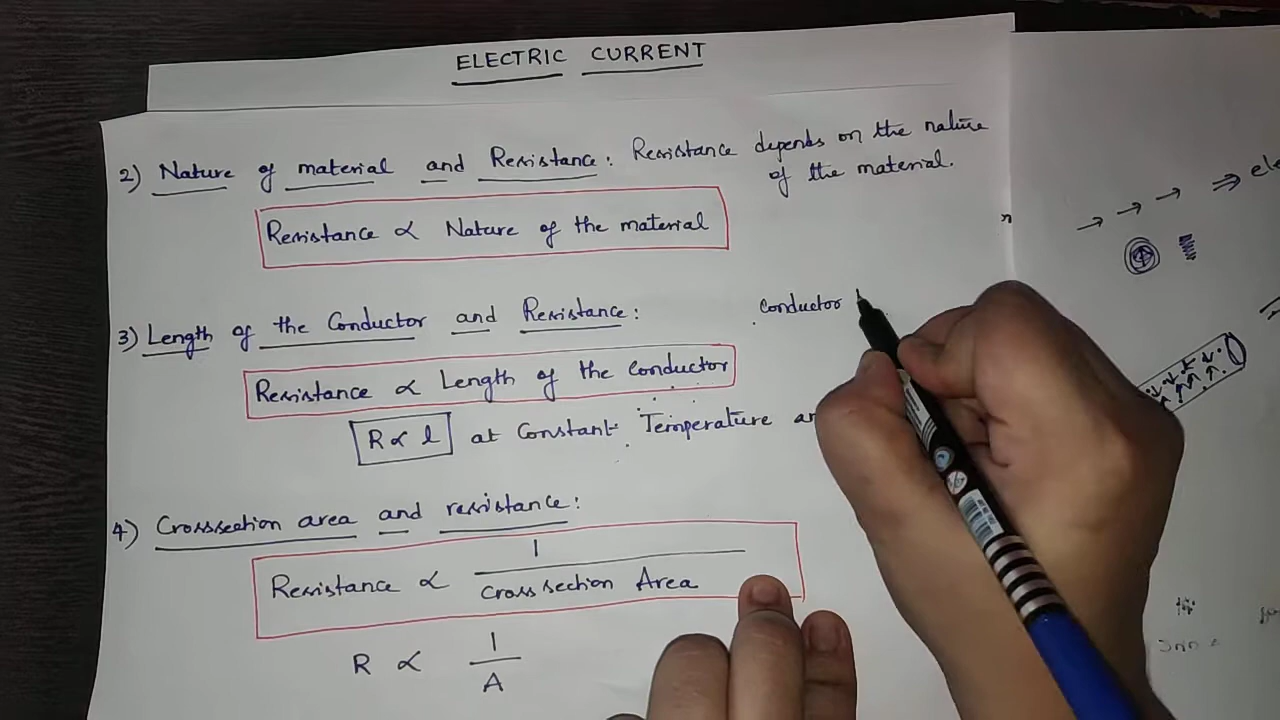 ELECTRIC CURRENT
2) Nature of material and Resistance: Resistance depends on the nature
of the material.
Resistance ∝ Nature of the material
3) Length of the Conductor and Resistance: Conductor
Resistance ∝ Length of the Conductor
R ∝ l at Constant Temperature
4) Crosssection area and resistance:
Resistance ∝ 1
Crosssection Area
R ∝ 1
A